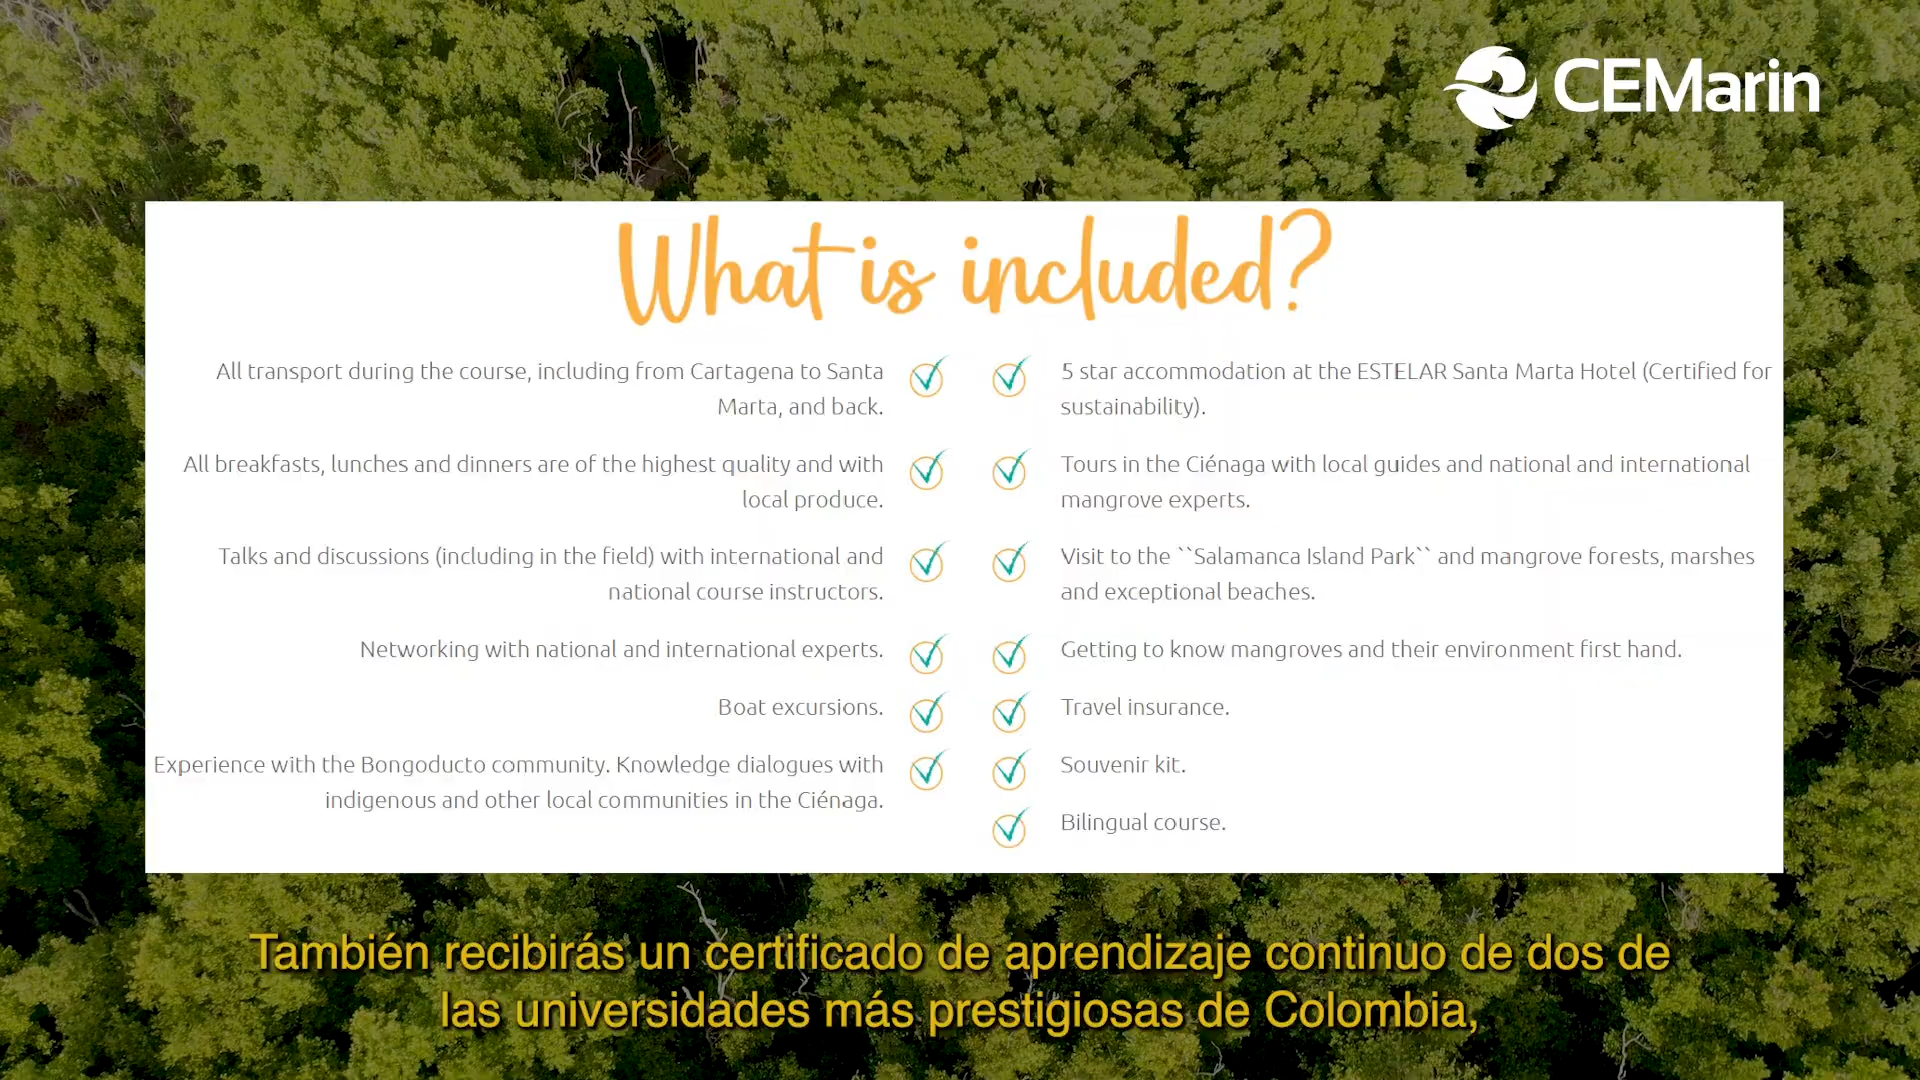 CEMarin
What is included?
All transport during the course, including from Cartagena to Santa
Marta, and back.
All breakfasts, lunches and dinners are of the highest quality and with
local produce.
Talks and discussions (including in the field) with international and
national course instructors.
Networking with national and international experts.
Boat excursions.
Experience with the Bongoducto community. Knowledge dialogues with
indigenous and other local communities in the Ciénaga.
5 star accommodation at the ESTELAR Santa Marta Hotel (Certified for
sustainability).
Tours in the Ciénaga with local guides and national and international
mangrove experts.
Visit to the ``Salamanca Island Park`` and mangrove forests, marshes
and exceptional beaches.
Getting to know mangroves and their environment first hand.
Travel insurance.
Souvenir kit.
Bilingual course.
También recibirás un certificado de aprendizaje continuo de dos de
las universidades más prestigiosas de Colombia,